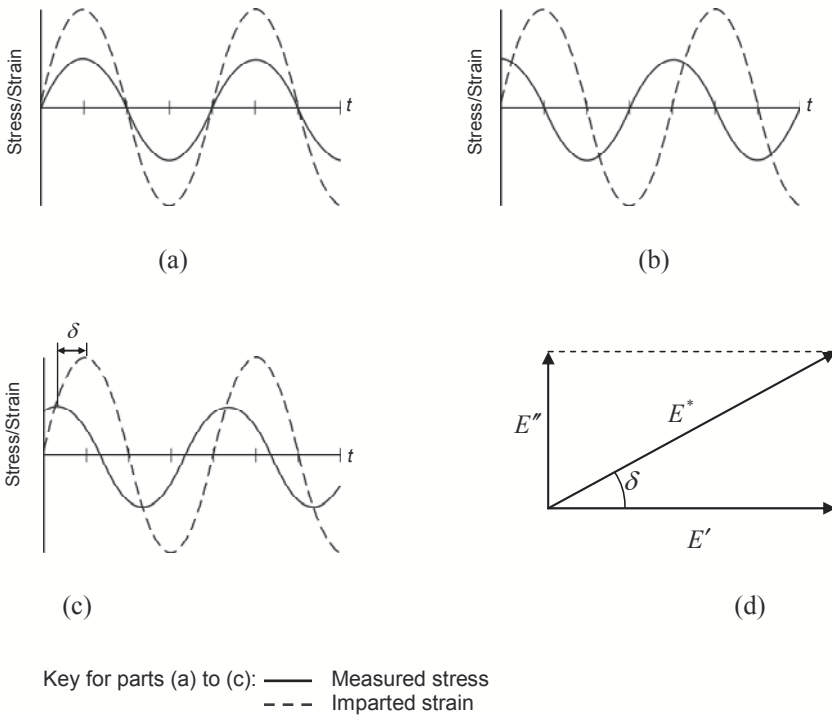 Stress/Strain
t
(a)
Stress/Strain
t
(b)
δ
Stress/Strain
t
(c)
E″
E*
δ
E′
(d)
Key for parts (a) to (c): Measured stress
Imparted strain